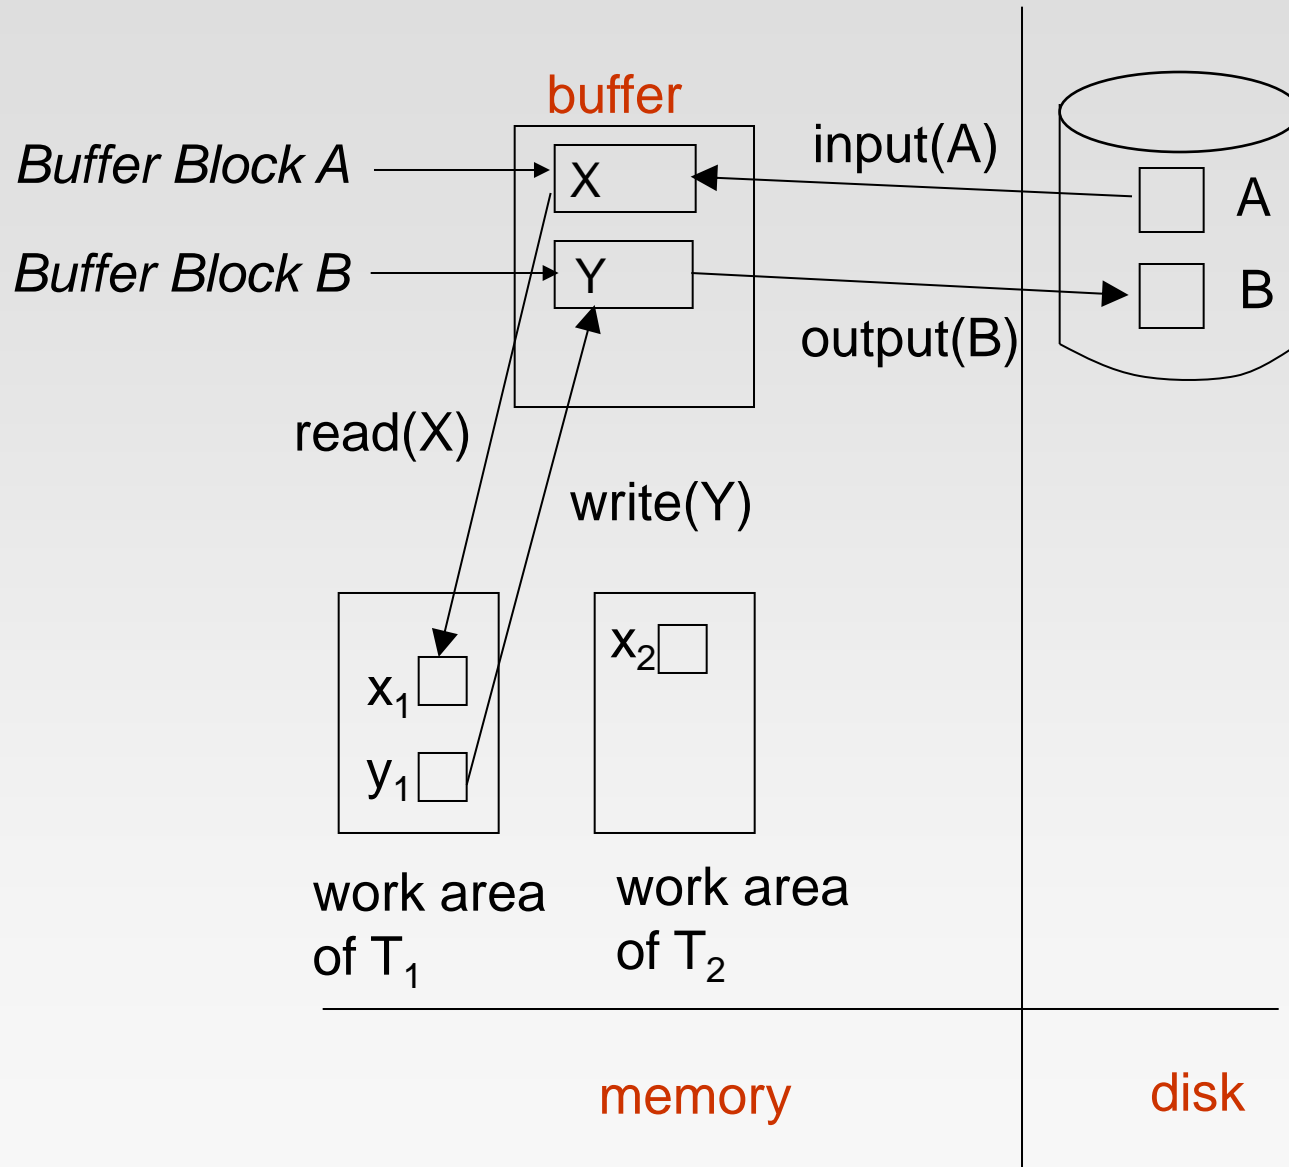 buffer
input(A)
Buffer Block A
X
A
Buffer Block B
Y
B
output(B)
read(X)
write(Y)
x₁
y₁
x₂
work area
of T₁
work area
of T₂
memory
disk